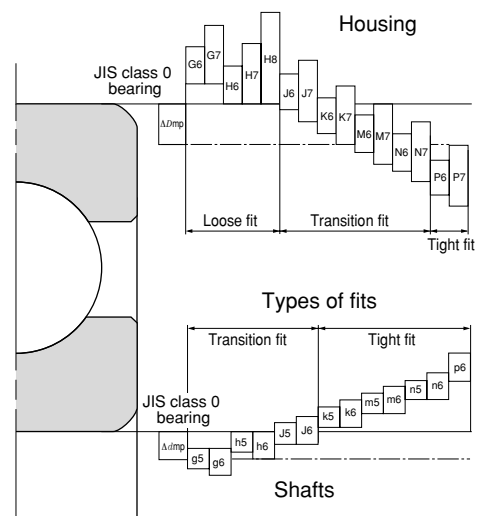 Housing
JIS class 0
bearing
G6
G7
H6
H7
H8
J6
J7
K6
K7
M6
M7
N6
N7
P6
P7
ΔDmp
Loose fit
Transition fit
Tight fit
Types of fits
Transition fit
Tight fit
JIS class 0
bearing
Δdmp
g5
g6
h5
h6
J5
J6
k5
k6
m5
m6
n5
n6
p6
Shafts